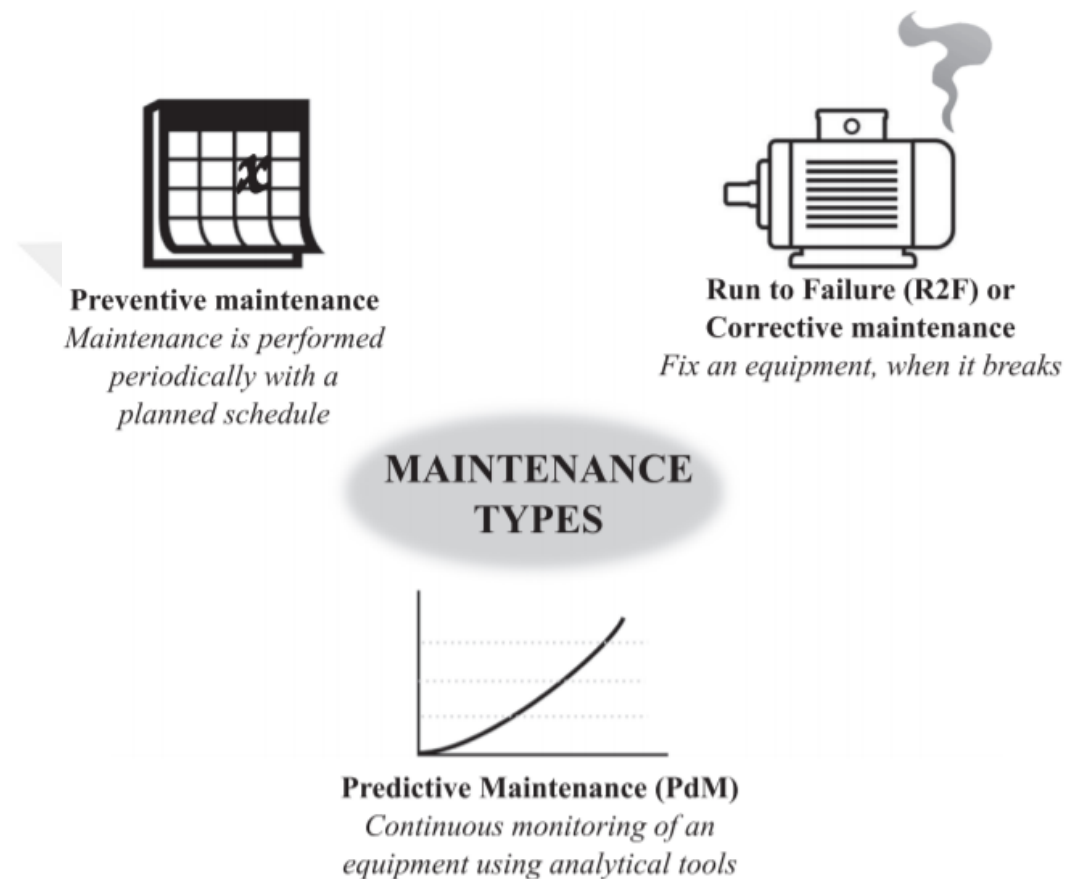 x
Preventive maintenance
Maintenance is performed
periodically with a
planned schedule
Run to Failure (R2F) or
Corrective maintenance
Fix an equipment, when it breaks
MAINTENANCE
TYPES
Predictive Maintenance (PdM)
Continuous monitoring of an
equipment using analytical tools